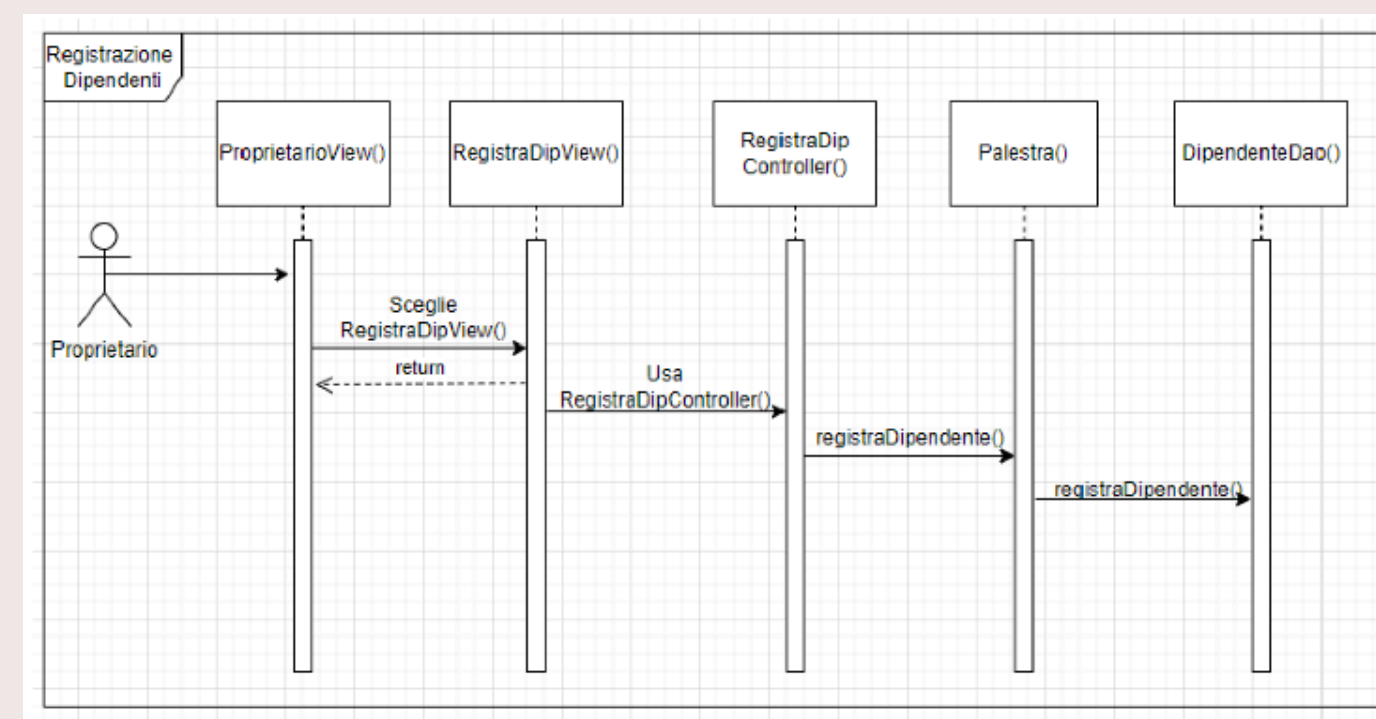 Registrazione
Dipendenti
ProprietarioView()
RegistraDipView()
RegistraDip
Controller()
Palestra()
DipendenteDao()
Proprietario
Sceglie
RegistraDipView()
return
Usa
RegistraDipController()
registraDipendente()
registraDipendente()